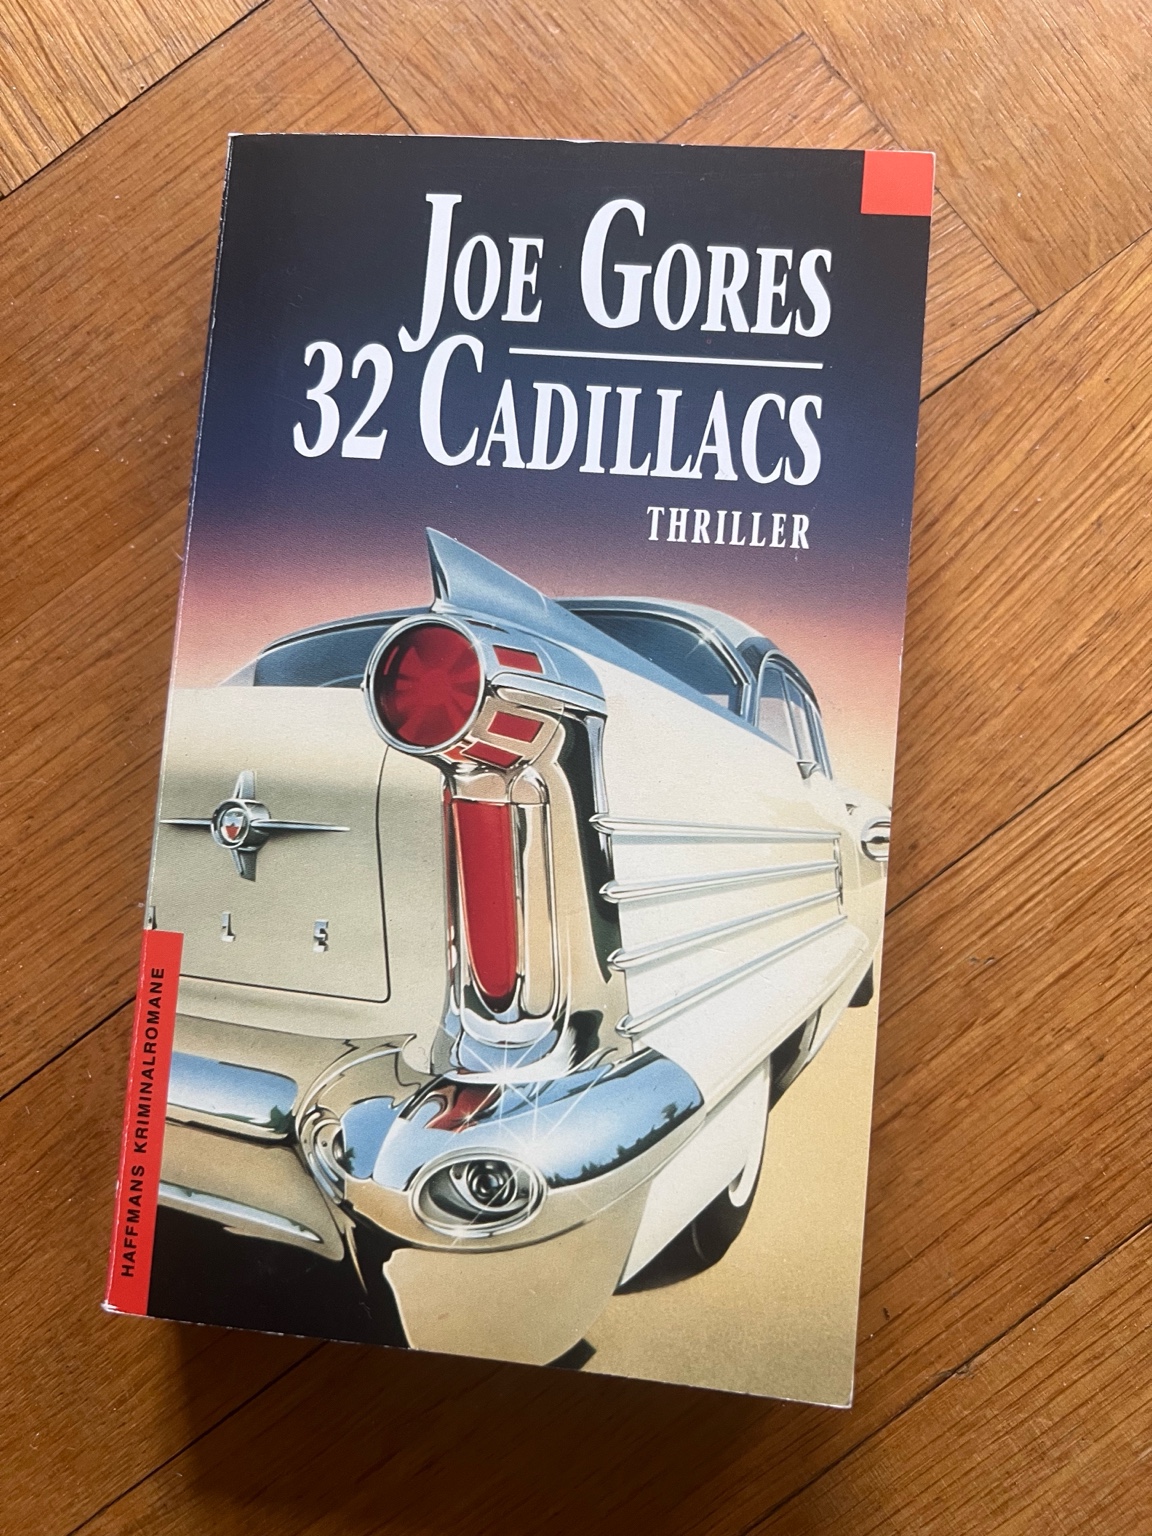 JOE GORES
32 CADILLACS
THRILLER
L S
HAFFMANS KRIMINALROMANE